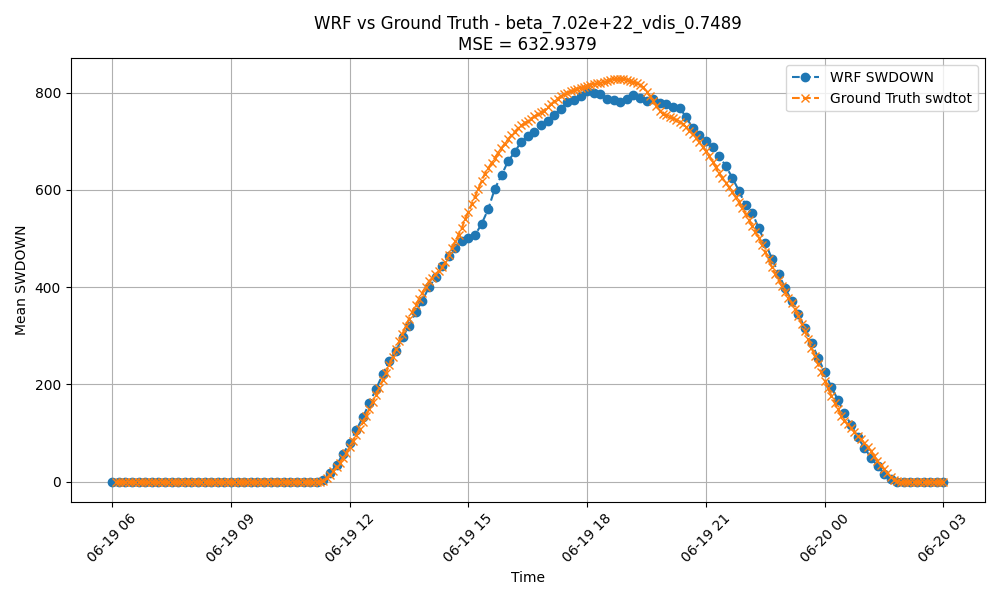 WRF vs Ground Truth - beta_7.02e+22_vdis_0.7489
MSE = 632.9379
WRF SWDOWN
Ground Truth swdtot
Mean SWDOWN
800
600
400
200
0
06-19 06
06-19 09
06-19 12
06-19 15
06-19 18
06-19 21
06-20 00
06-20 03
Time